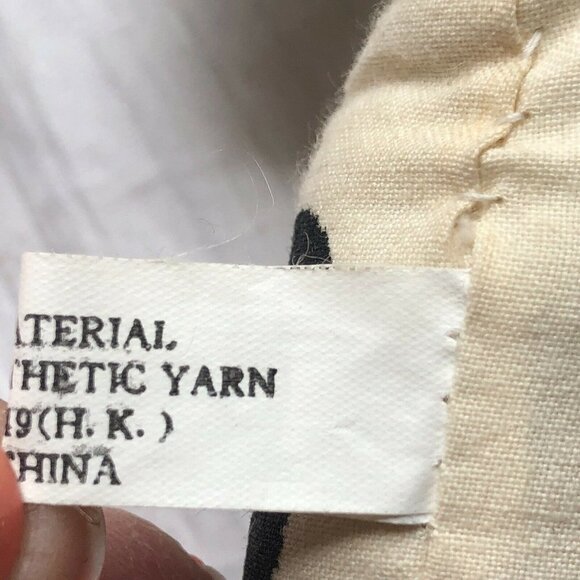 ATERIAL
THETIC YARN
19(H. K. )
CHINA